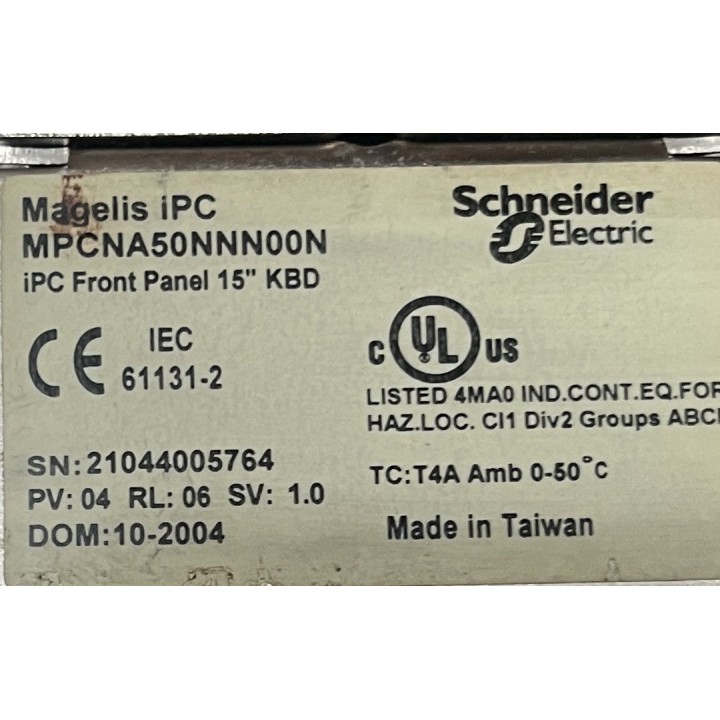 Magelis iPC
MPCNA50NNN00N
iPC Front Panel 15" KBD
Schneider
Electric
CE
IEC
61131-2
C UL US
LISTED 4MA0 IND.CONT.EQ.FOR
HAZ.LOC. Cl1 Div2 Groups ABC
SN:21044005764
PV:04 RL:06 SV: 1.0
DOM:10-2004
TC:T4A Amb 0-50°C
Made in Taiwan